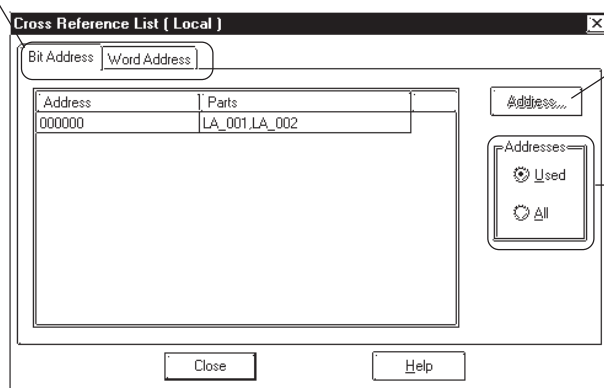 Cross Reference List ( Local )
Bit Address Word Address
Address Parts
000000 LA_001,LA_002
Address...
Addresses
Used
All
Close Help